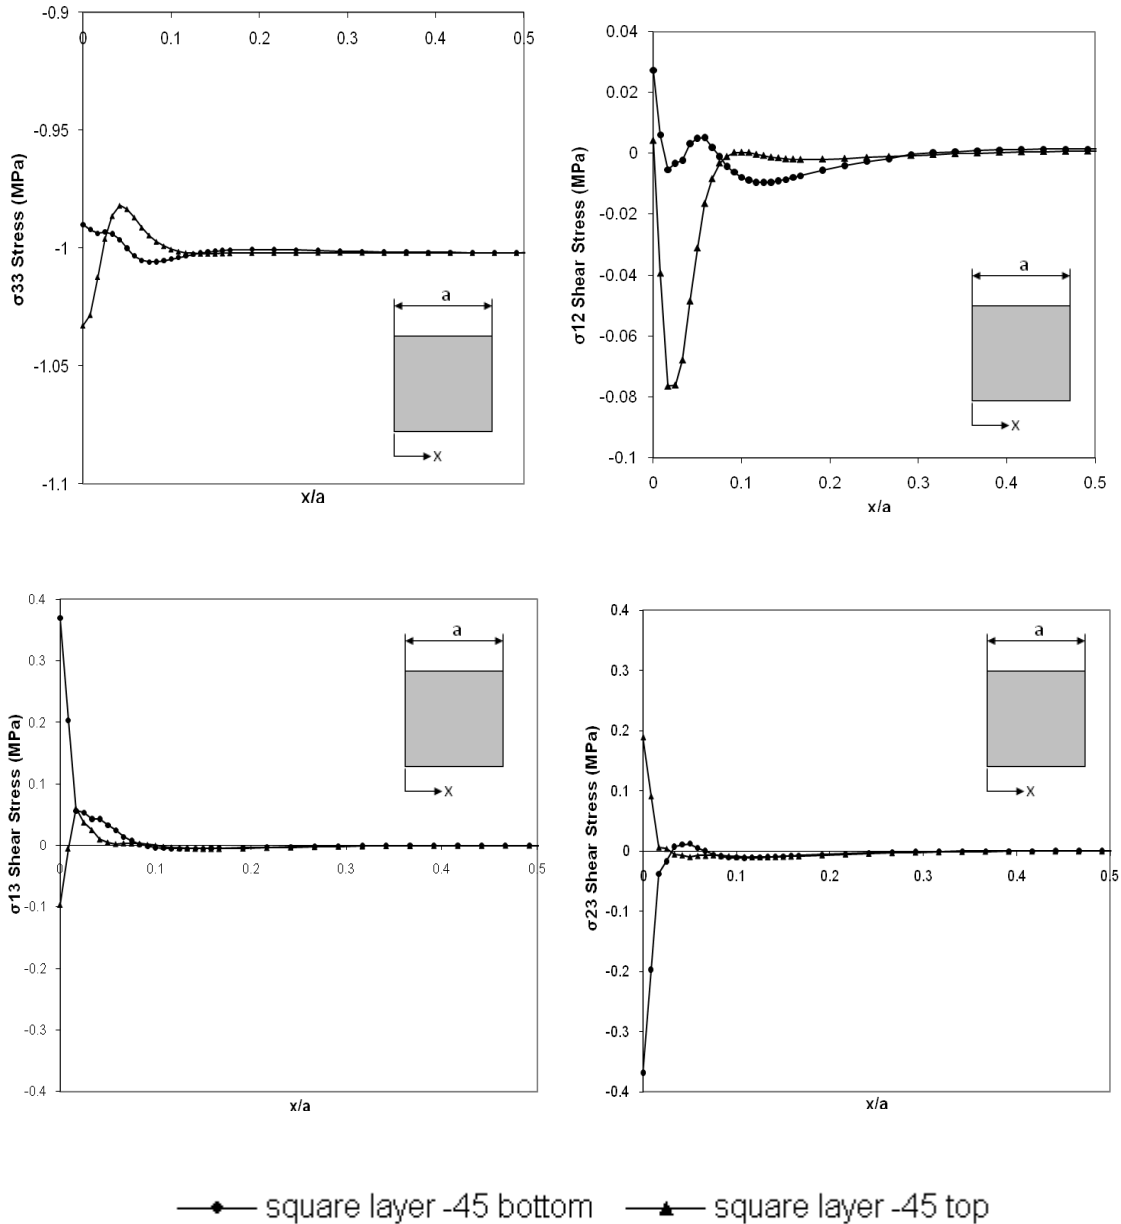 -0.9
0 0.1 0.2 0.3 0.4 0.5
-0.95
-1
-1.05
-1.1
σ33 Stress (MPa)
x/a
a
X
0.04
0.02
0
-0.02
-0.04
-0.06
-0.08
-0.1
0 0.1 0.2 0.3 0.4 0.5
σ12 Shear Stress (MPa)
x/a
a
X
0.4
0.3
0.2
0.1
0
-0.1
-0.2
-0.3
-0.4
0 0.1 0.2 0.3 0.4 0.5
σ13 Shear Stress (MPa)
x/a
a
X
0.4
0.3
0.2
0.1
0
-0.1
-0.2
-0.3
-0.4
0 0.1 0.2 0.3 0.4 0.5
σ23 Shear Stress (MPa)
x/a
a
X
square layer -45 bottom square layer -45 top